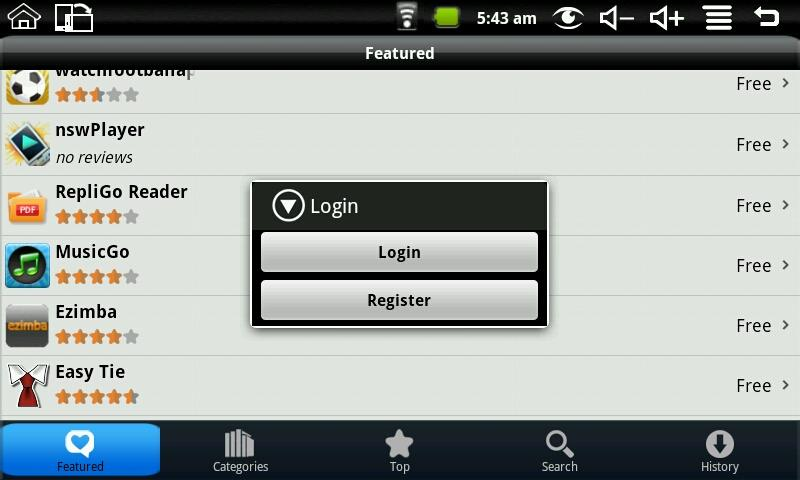 5:43 am
Featured
Free
nswPlayer
no reviews
Free
RepliGo Reader
PDF
Free
MusicGo
Free
Ezimba
ezimba
Free
Easy Tie
Free
Login
Login
Register
Featured
Categories
Top
Search
History